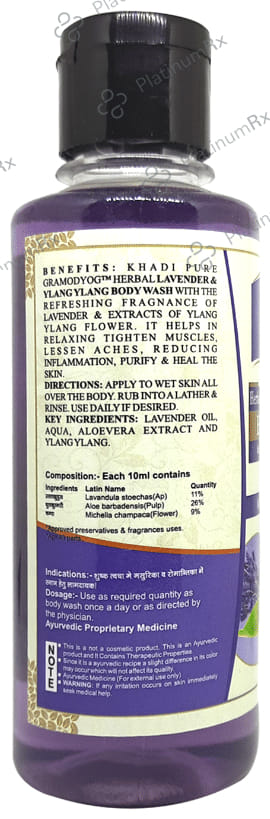 BENEFITS: KHADI PURE
GRAMODYOG™ HERBAL LAVENDER &
YLANG YLANG BODY WASH WITH THE
REFRESHING FRAGNANCE OF
LAVENDER & EXTRACTS OF YLANG
YLANG FLOWER. IT HELPS IN
RELAXING TIGHTEN MUSCLES,
LESSEN ACHES, REDUCING
INFLAMMATION, PURIFY & HEAL THE
SKIN.
DIRECTIONS: APPLY TO WET SKIN ALL
OVER THE BODY. RUB INTO A LATHER &
RINSE. USE DAILY IF DESIRED.
KEY INGREDIENTS: LAVENDER OIL,
AQUA, ALOEVERA EXTRACT AND
YLANG YLANG.
Composition:- Each 10ml contains
Ingredients Latin Name Quantity
Lavandula stoechas(Ap) 11%
Aloe barbadensis(Pulp) 26%
चम्पा Michelia champaca(Flower) 9%
*Approved preservatives & fragrances uses.
Indications:- शुष्क त्वचा में मसूरिका व रोमान्तिका में
स्नान हेतु लाभदायक।
Dosage:- Use as required quantity as
body wash once a day or as directed by
the physician.
Ayurvedic Proprietary Medicine
NOTE
• This is a not a cosmetic product. This is an Ayurvedic
product and It Contains Therapeutic Properties
• Since it is a ayurvedic recipe a slight difference in its color
may occur which will not affect its quality.
• Ayurvedic Medicine (For external use only)
• WARNING: If any irritation occurs on skin immediately
seek medical help.
PlatinumRx
PlatinumRx
PlatinumRx